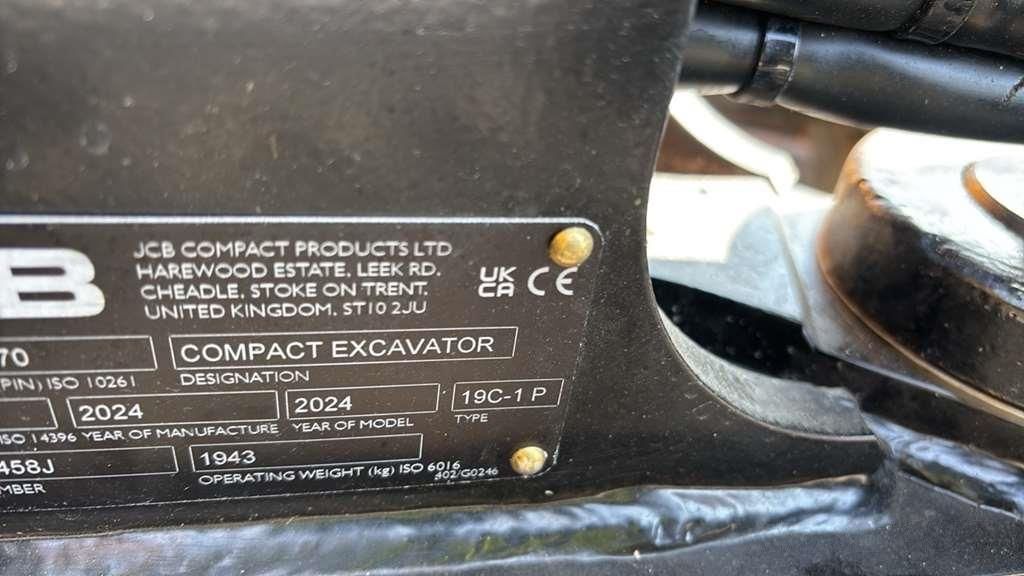 B
JCB COMPACT PRODUCTS LTD
HAREWOOD ESTATE. LEEK RD.
CHEADLE. STOKE ON TRENT.
UNITED KINGDOM. ST10 2JU
UK
CA
CE
70
COMPACT EXCAVATOR
PIN) ISO 10261
DESIGNATION
2024
2024
19C-1 P
ISO 14396
YEAR OF MANUFACTURE
YEAR OF MODEL
TYPE
458J
1943
MBER
OPERATING WEIGHT (kg) ISO 6016
402/G0246